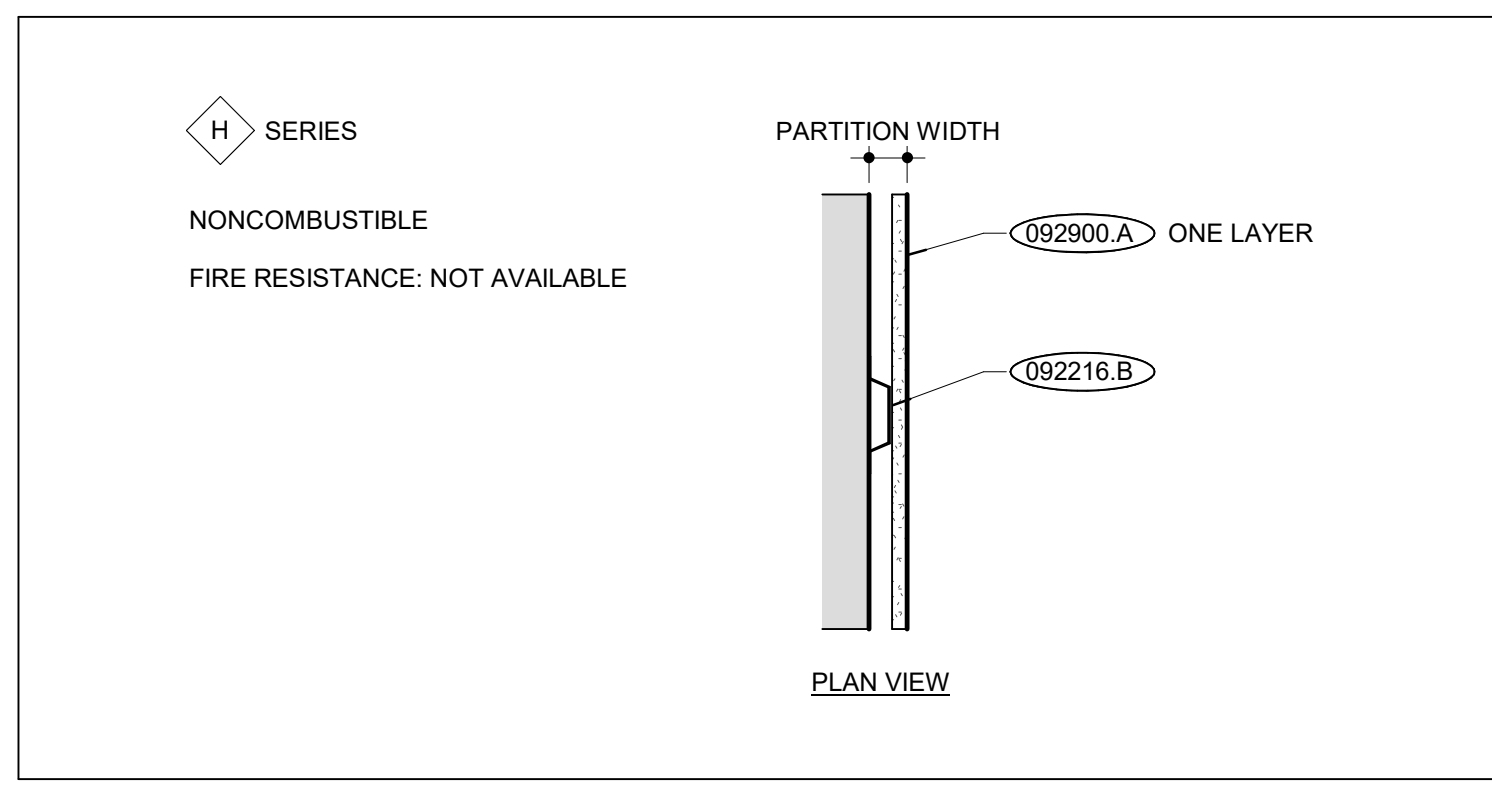 H SERIES
NONCOMBUSTIBLE
FIRE RESISTANCE: NOT AVAILABLE
PARTITION WIDTH
092900.A ONE LAYER
092216.B
PLAN VIEW